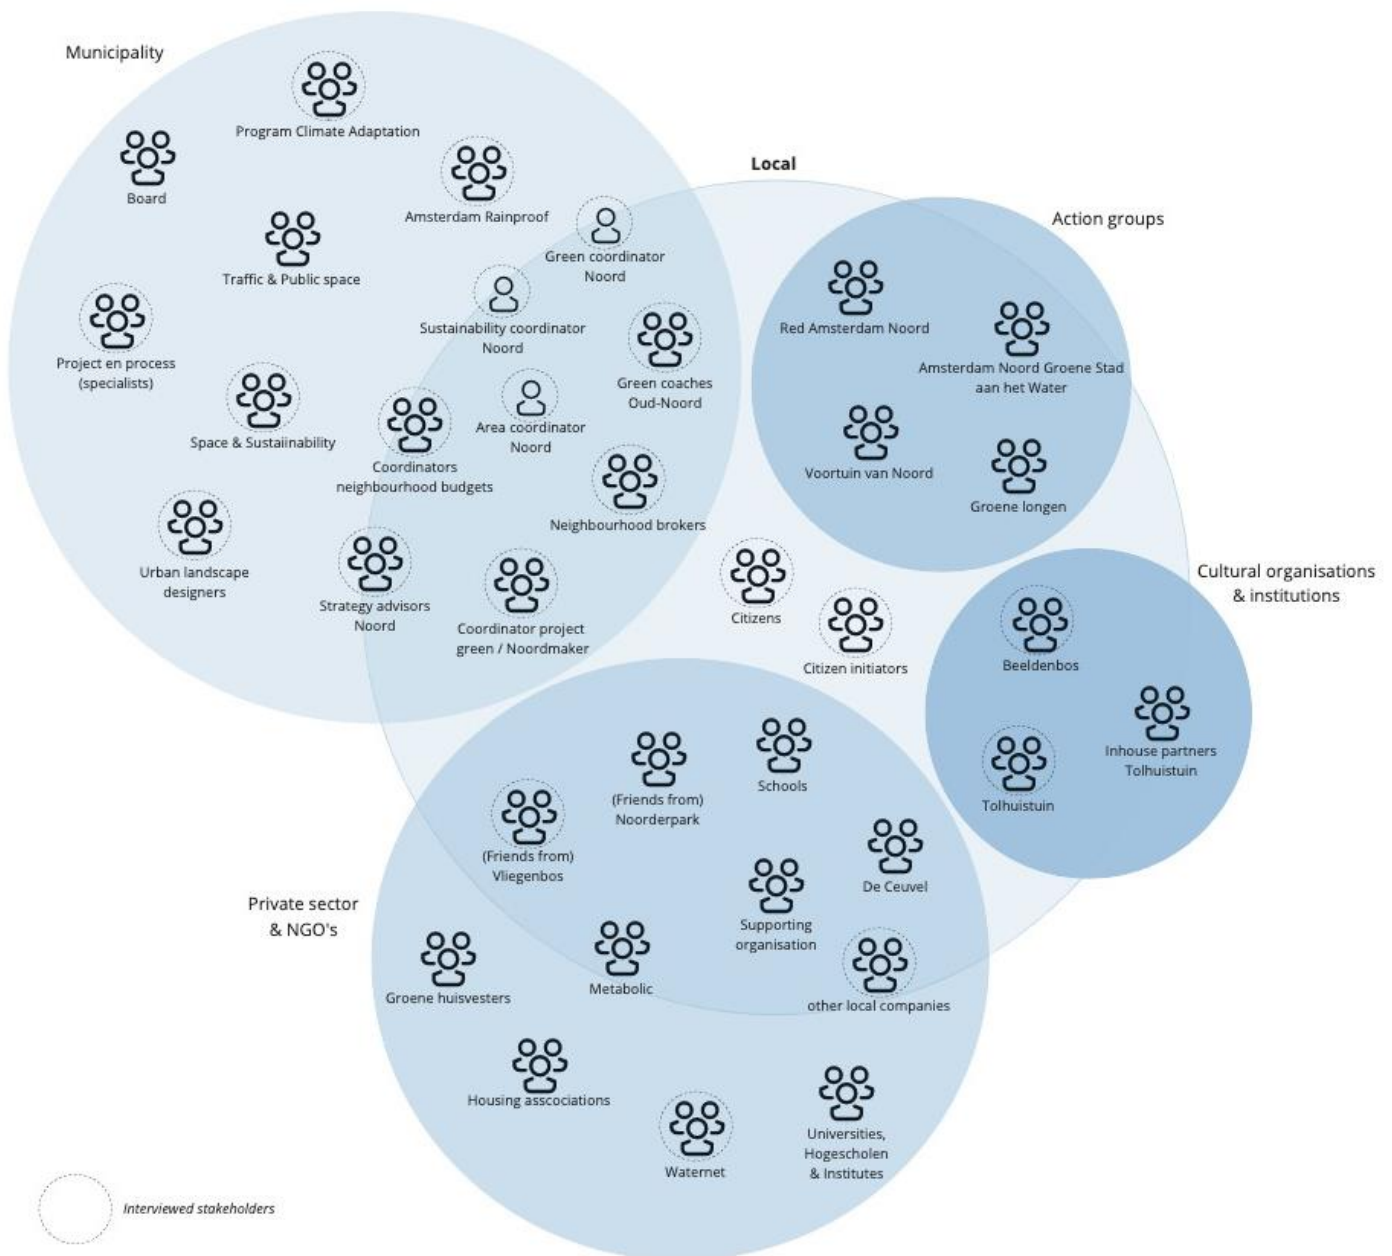 Municipality
Program Climate Adaptation
Board
Amsterdam Rainproof
Local
Action groups
Green coordinator
Noord
Traffic & Public space
Sustainability coordinator
Noord
Red Amsterdam Noord
Amsterdam Noord Groene Stad
aan het Water
Project en process
(specialists)
Green coaches
Oud-Noord
Space & Sustaiinability
Area coordinator
Noord
Coordinators
neighbourhood budgets
Voortuin van Noord
Groene longen
Neighbourhood brokers
Urban landscape
designers
Strategy advisors
Noord
Coordinator project
green / Noordmaker
Citizens
Citizen initiators
Cultural organisations
& institutions
Beeldenbos
Inhouse partners
Tolhuistuin
Tolhuistuin
Schools
(Friends from)
Noorderpark
(Friends from)
Vliegenbos
De Ceuvel
Private sector
& NGO's
Supporting
organisation
Groene huisvesters
Metabolic
other local companies
Housing asscociations
Waternet
Universities,
Hogescholen
& Institutes
Interviewed stakeholders